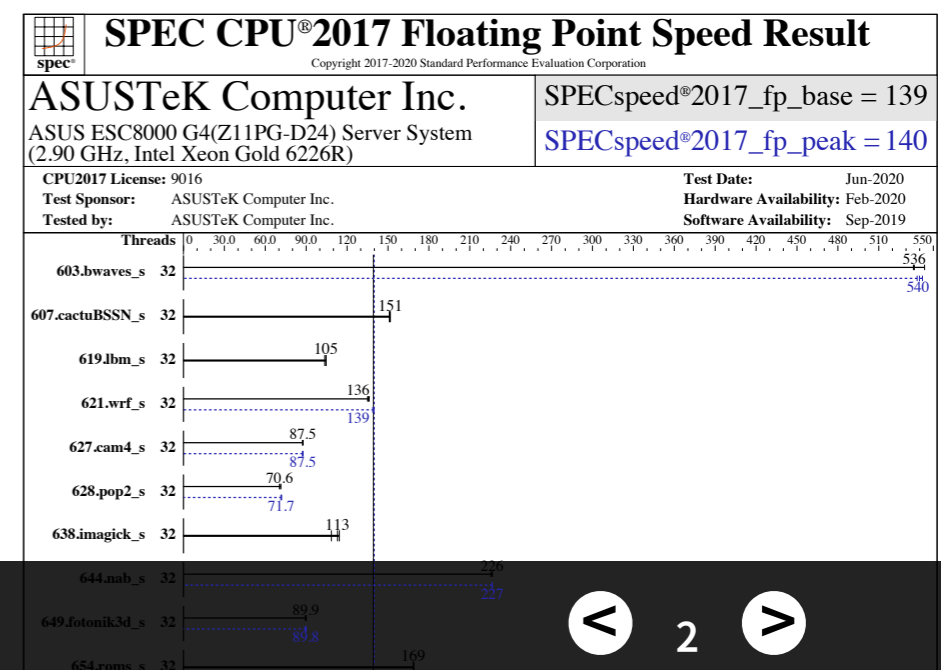 SPEC CPU®2017 Floating Point Speed Result
spec®
Copyright 2017-2020 Standard Performance Evaluation Corporation
ASUSTeK Computer Inc.
SPECspeed®2017_fp_base = 139
ASUS ESC8000 G4(Z11PG-D24) Server System
(2.90 GHz, Intel Xeon Gold 6226R)
SPECspeed®2017_fp_peak = 140
CPU2017 License: 9016
Test Date: Jun-2020
Test Sponsor: ASUSTeK Computer Inc.
Hardware Availability: Feb-2020
Tested by: ASUSTeK Computer Inc.
Software Availability: Sep-2019
Threads 0 30.0 60.0 90.0 120 150 180 210 240 270 300 330 360 390 420 450 480 510 550
603.bwaves_s 32 536
540
607.cactuBSSN_s 32 151
619.lbm_s 32 105
621.wrf_s 32 136
139
627.cam4_s 32 87.5
87.5
628.pop2_s 32 70.6
71.7
638.imagick_s 32 113
644.nab_s 32 226
227
649.fotonik3d_s 32 89.9
89.8
654.roms_s 32 169
< 2 >